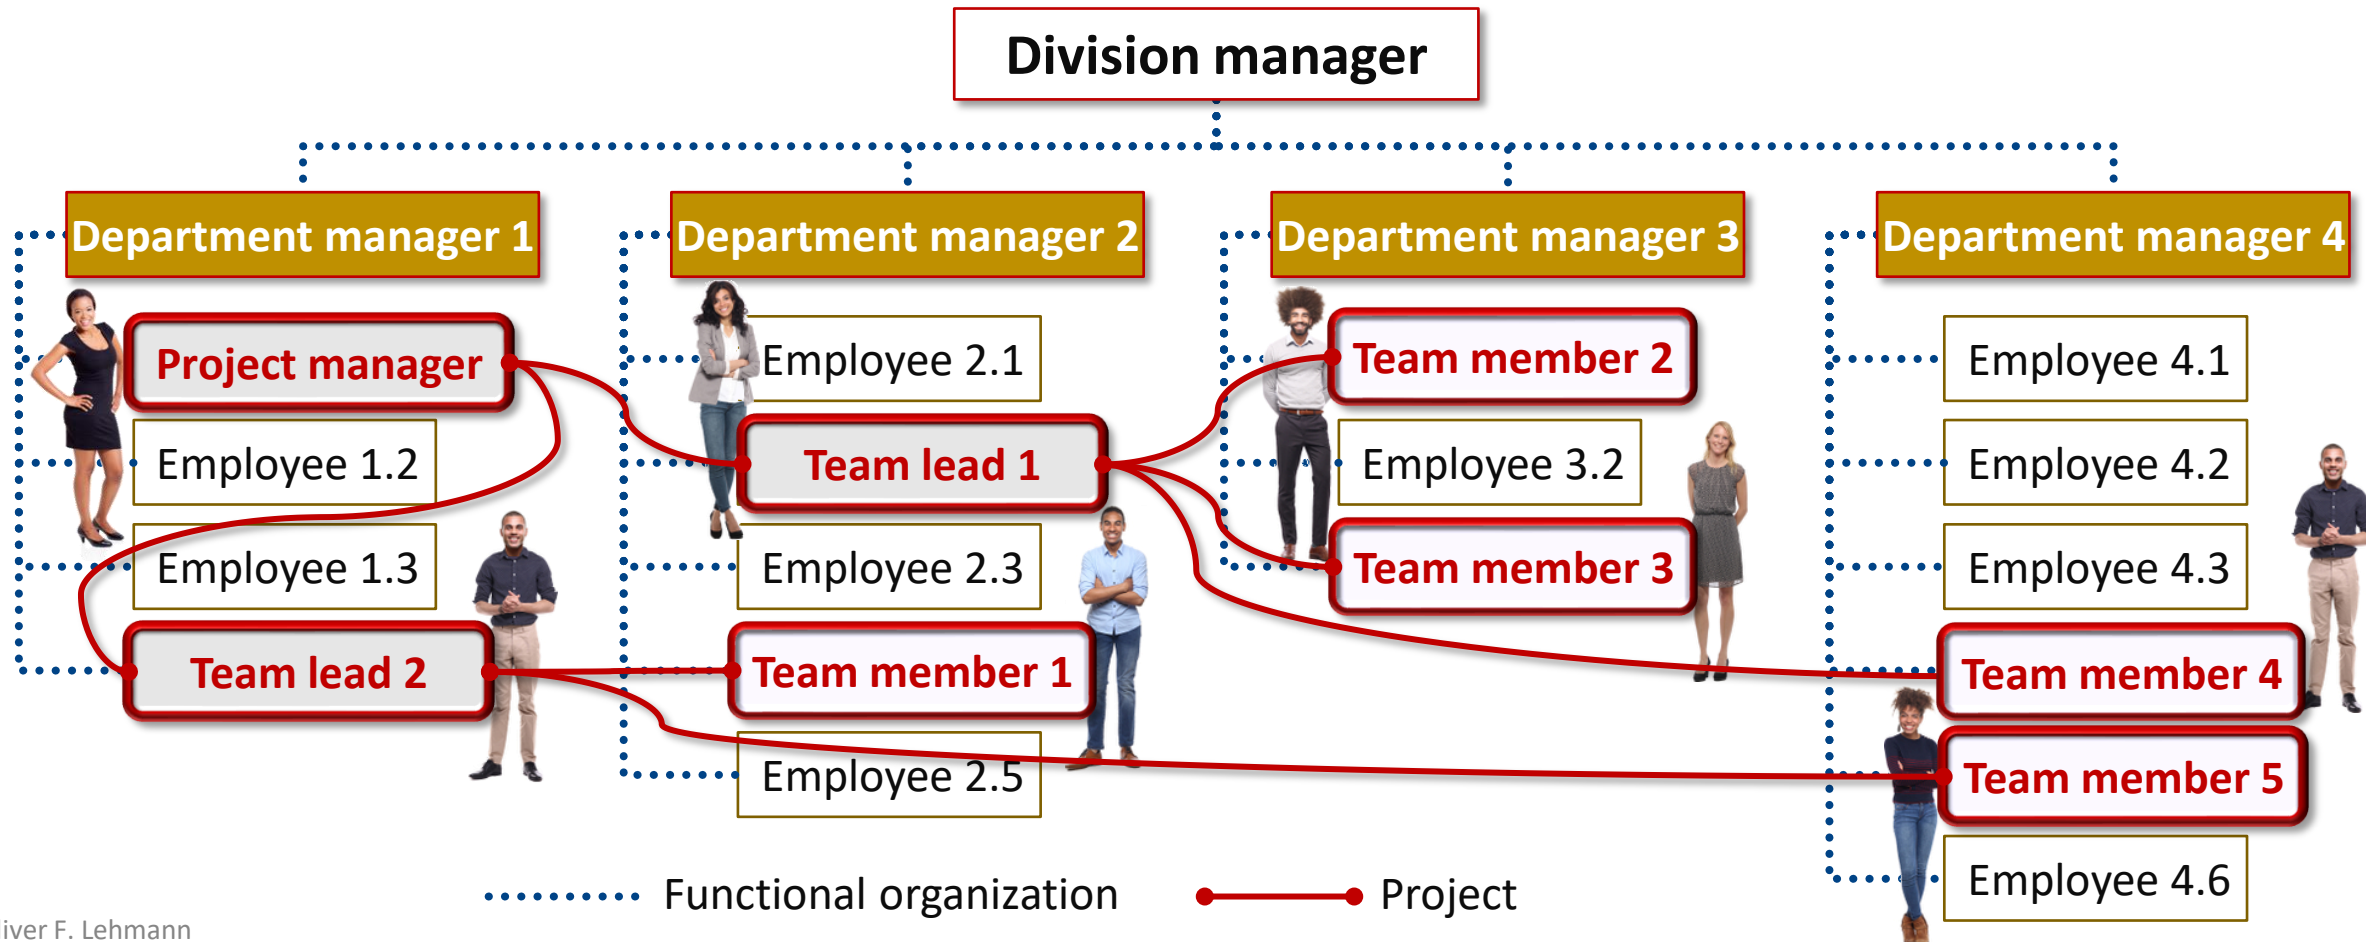 Division manager
Department manager 1
Department manager 2
Department manager 3
Department manager 4
Project manager
Employee 1.2
Employee 1.3
Team lead 2
Employee 2.1
Team lead 1
Employee 2.3
Team member 1
Employee 2.5
Team member 2
Employee 3.2
Team member 3
Employee 4.1
Employee 4.2
Employee 4.3
Team member 4
Team member 5
Employee 4.6
Functional organization
Project
F. Lehmann